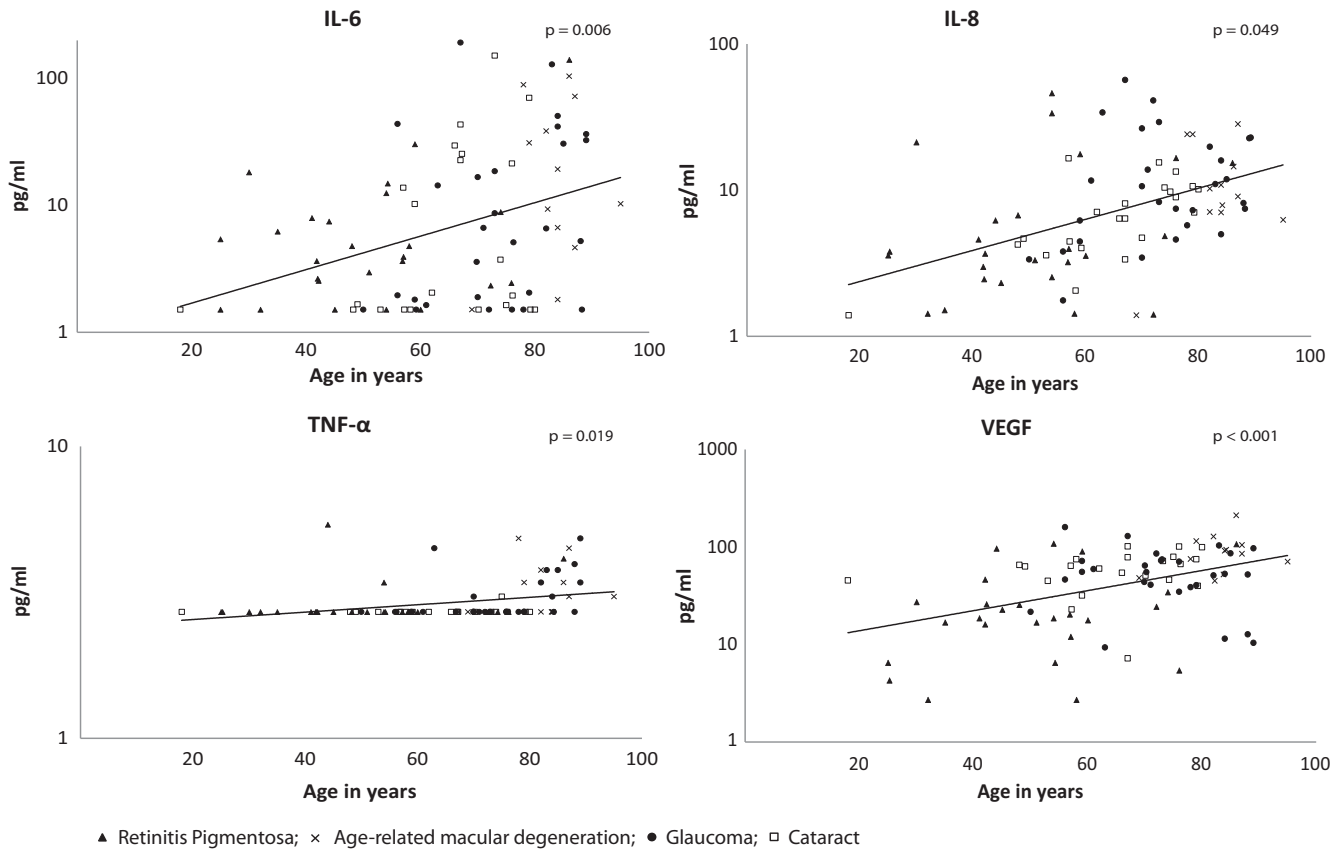 IL-6
p = 0.006
100
10
1
pg/ml
20 40 60 80 100
Age in years
IL-8
p = 0.049
100
10
1
pg/ml
20 40 60 80 100
Age in years
TNF-α
p = 0.019
10
1
pg/ml
20 40 60 80 100
Age in years
VEGF
p < 0.001
1000
100
10
1
pg/ml
20 40 60 80 100
Age in years
Retinitis Pigmentosa; Age-related macular degeneration; Glaucoma; Cataract